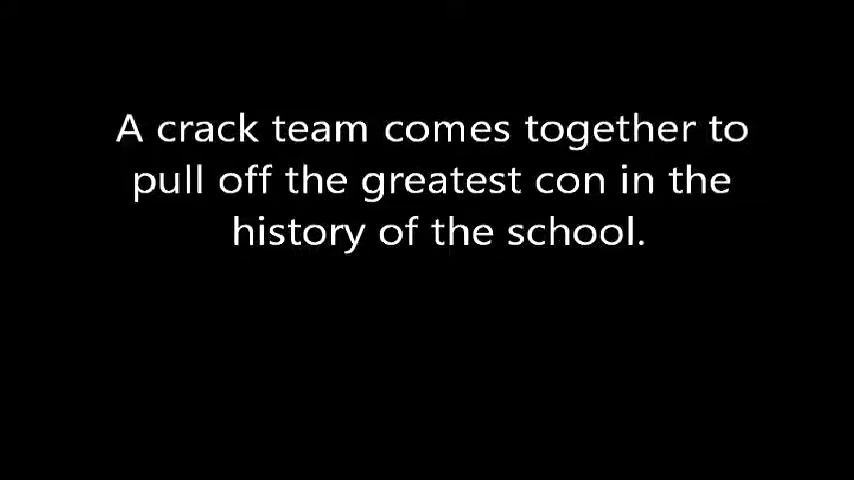 A crack team comes together to
pull off the greatest con in the
history of the school.